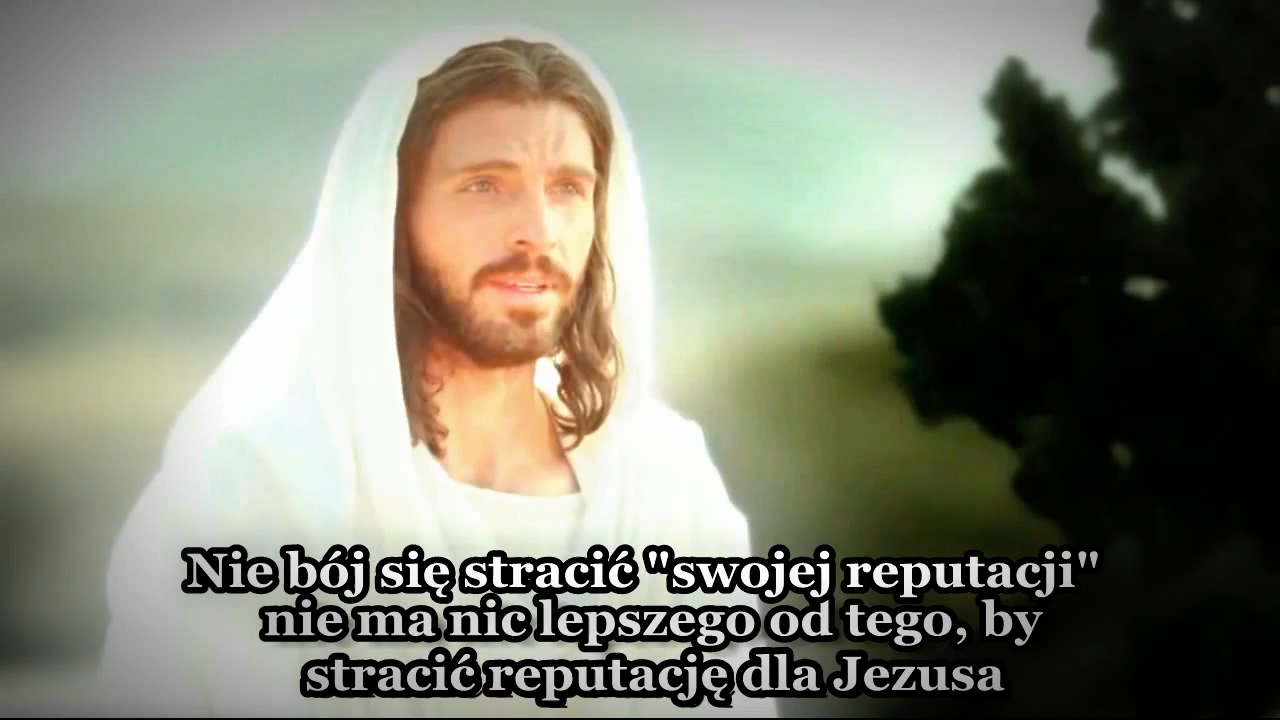 Nie bój się stracić "swojej reputacji"
nie ma nic lepszego od tego, by
stracić reputację dla Jezusa